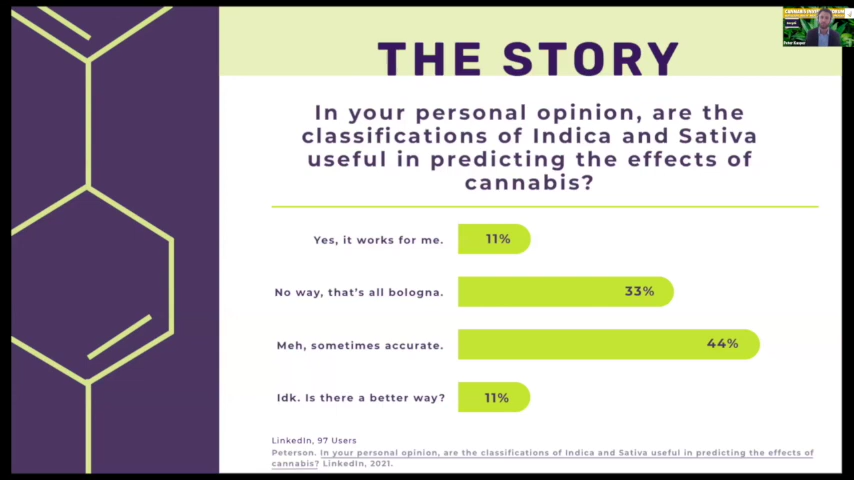 THE STORY
In your personal opinion, are the
classifications of Indica and Sativa
useful in predicting the effects of
cannabis?
Yes, it works for me.
11%
No way, that's all bologna.
33%
Meh, sometimes accurate.
44%
Idk. Is there a better way?
11%
LinkedIn, 97 Users
Peterson. In your personal opinion, are the classifications of Indica and Sativa useful in predicting the effects of
cannabis? LinkedIn, 2021.